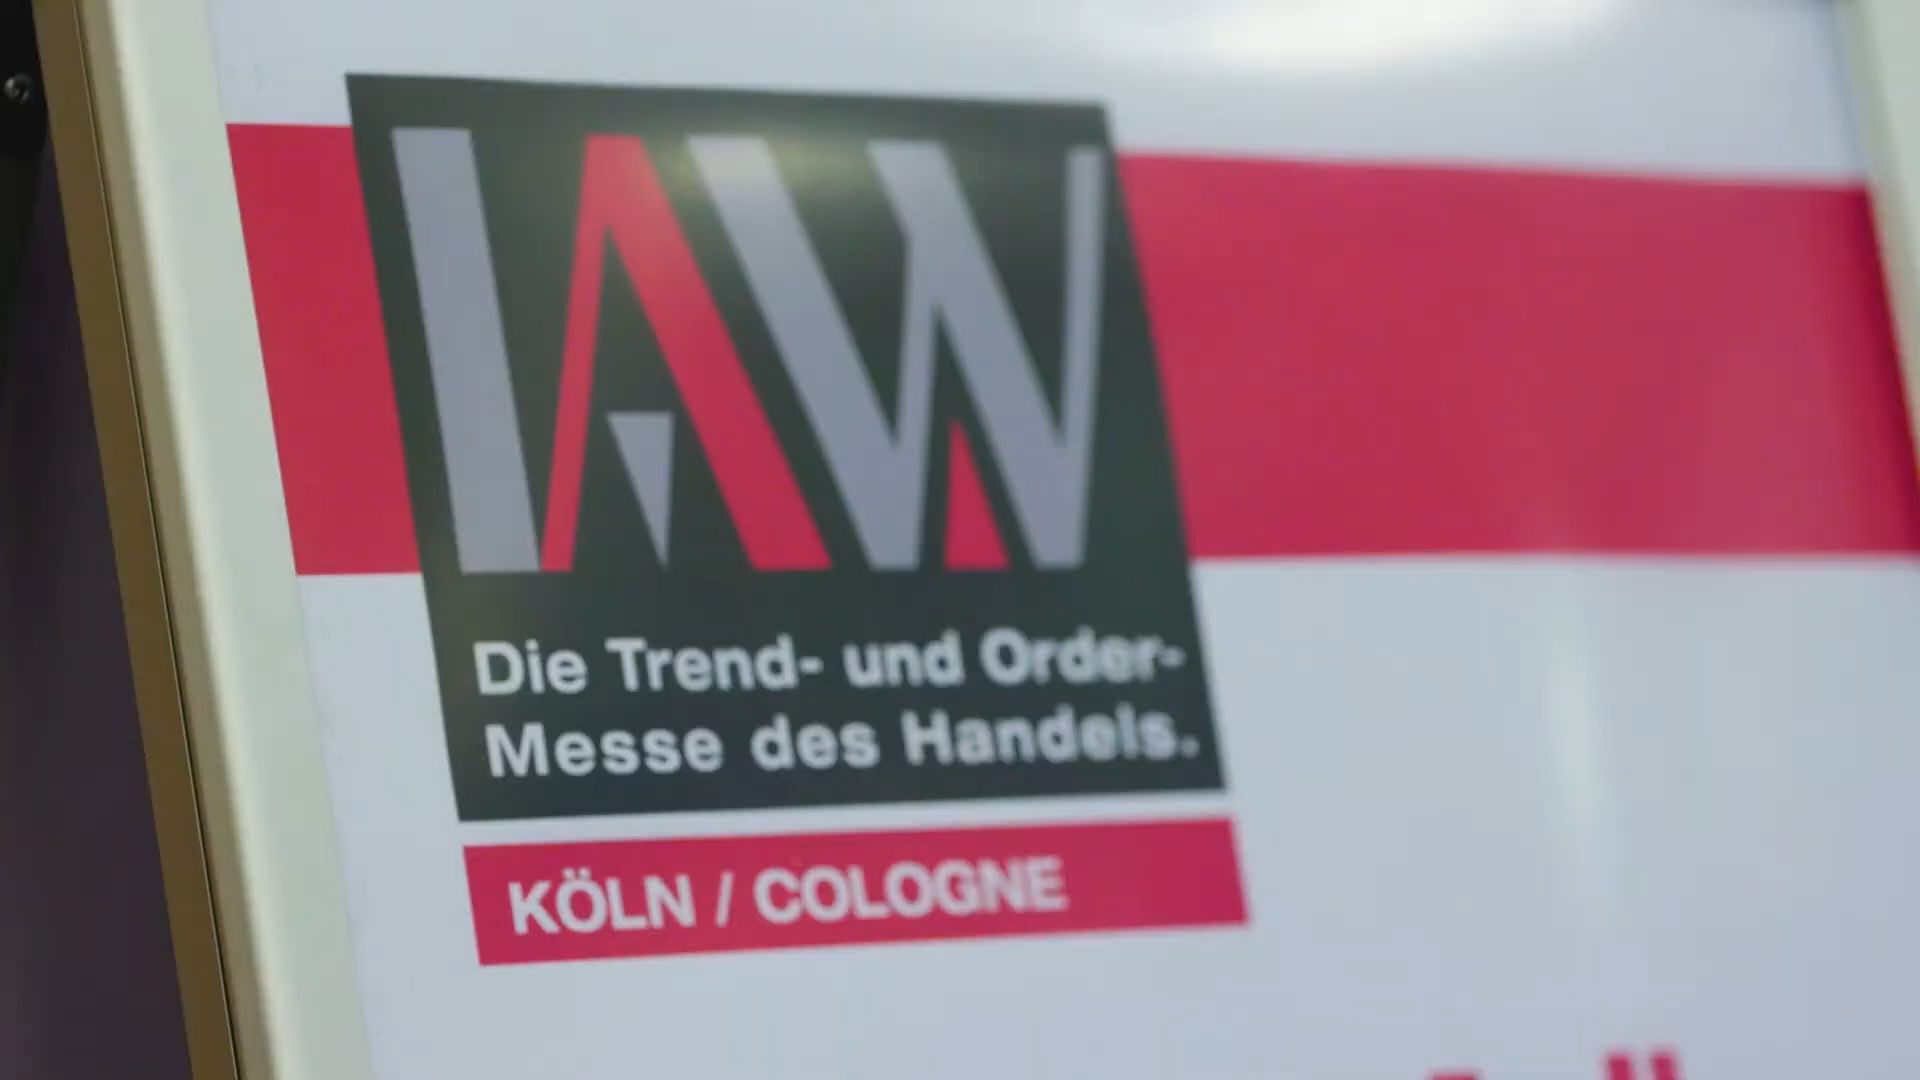 IAW
Die Trend- und Order-
Messe des Handels.
KÖLN / COLOGNE